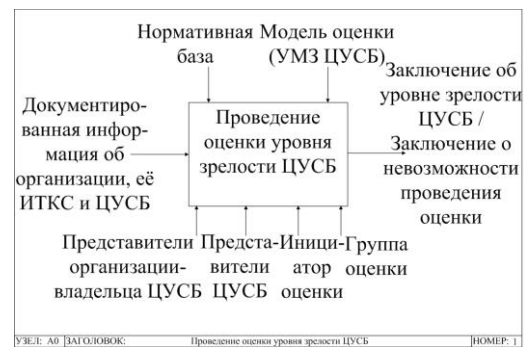 Нормативная
база
Модель оценки
(УМЗ ЦУСБ)
Документиро-
ванная инфор-
мация об
организации, её
ИТКС и ЦУСБ
Проведение
оценки уровня
зрелости ЦУСБ
Заключение об
уровне зрелости
ЦУСБ /
Заключение о
невозможности
проведения
оценки
Представители
организации-
владельца ЦУСБ
Предста-
вители
ЦУСБ
Иници-
атор
оценки
Группа
оценки
УЗЕЛ: А0
ЗАГОЛОВОК:
Проведение оценки уровня зрелости ЦУСБ
НОМЕР: 1